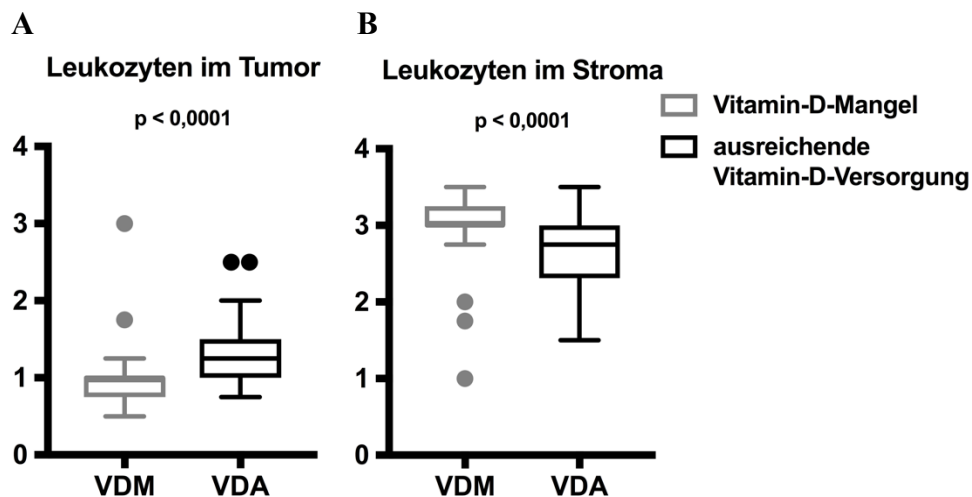 A
B
Leukozyten im Tumor
Leukozyten im Stroma
p < 0,0001
p < 0,0001
Vitamin-D-Mangel
ausreichende
Vitamin-D-Versorgung
4
3
2
1
0
VDM
VDA
4
3
2
1
0
VDM
VDA